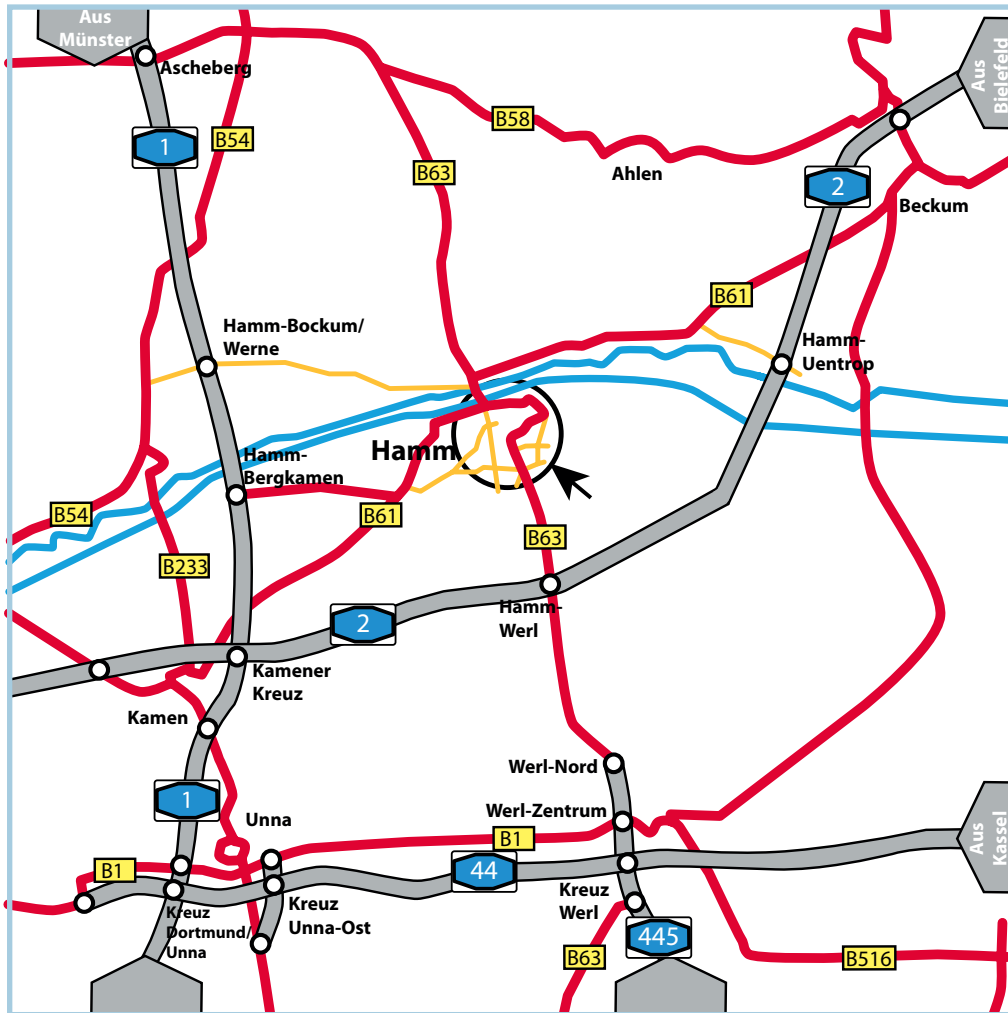 Aus
Münster
Ascheberg
1
B54
B63
B58
Ahlen
Aus
Bielefeld
2
Beckum
B61
Hamm-Bockum/
Werne
Hamm-
Uentrop
Hamm
Hamm-
Bergkamen
B54
B61
B63
B233
2
Hamm-
Werl
Kamener
Kreuz
Kamen
Werl-Nord
1
Unna
Werl-Zentrum
B1
Aus
Kassel
B1
44
Kreuz
Dortmund/
Unna
Kreuz
Unna-Ost
Kreuz
Werl
445
B63
B516